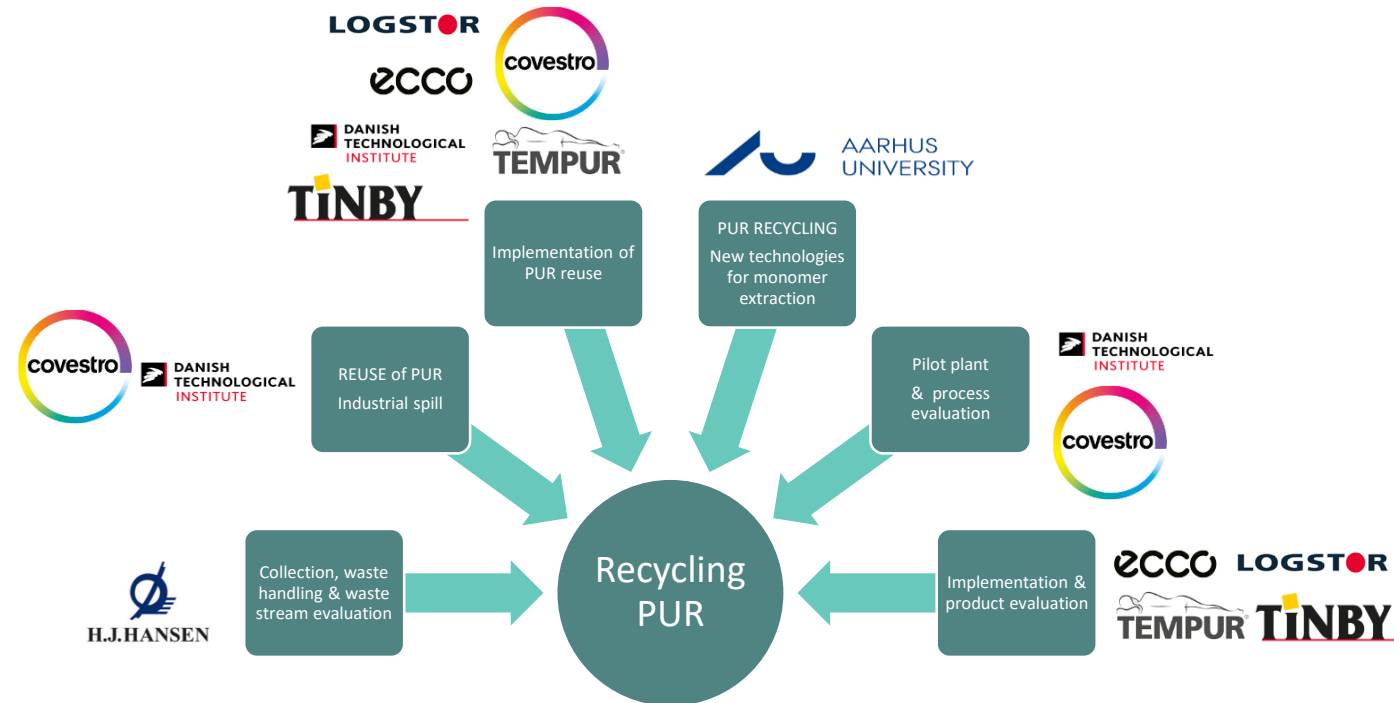 LOGSTOR
ecco
covestro
DANISH
TECHNOLOGICAL
INSTITUTE
TEMPUR®
TINBY
AARHUS
UNIVERSITY
Implementation of
PUR reuse
PUR RECYCLING
New technologies
for monomer
extraction
covestro
DANISH
TECHNOLOGICAL
INSTITUTE
REUSE of PUR
Industrial spill
Pilot plant
& process
evaluation
DANISH
TECHNOLOGICAL
INSTITUTE
covestro
H.J.HANSEN
Collection, waste
handling & waste
stream evaluation
Recycling
PUR
Implementation &
product evaluation
ecco
LOGSTOR
TEMPUR®
TINBY